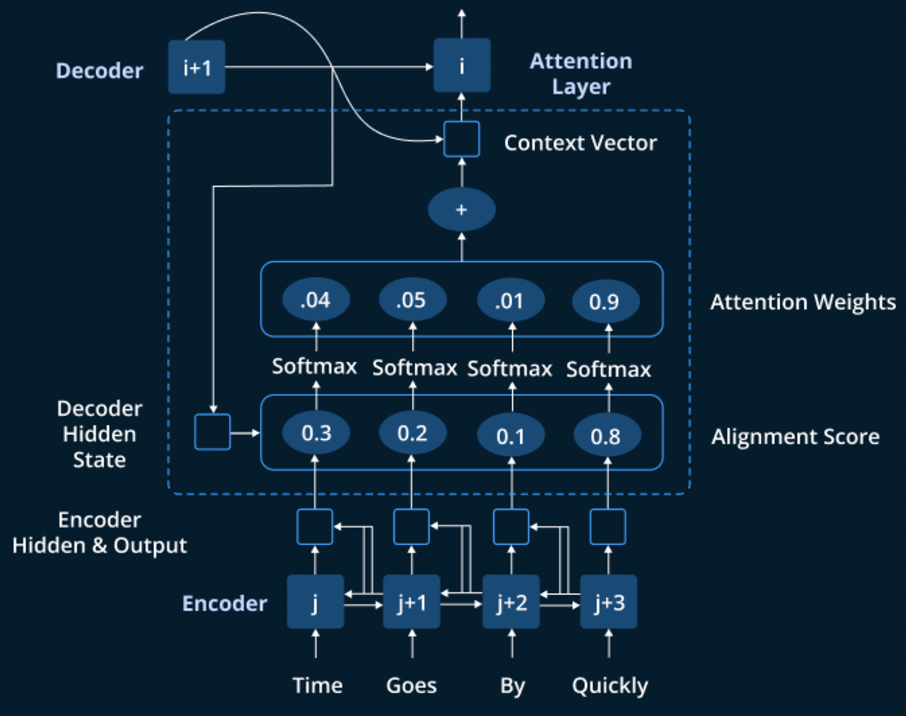 i+1
i
Decoder
Attention
Layer
Context Vector
+
.04 .05 .01 0.9
Attention Weights
Softmax Softmax Softmax Softmax
Decoder
Hidden
State
0.3 0.2 0.1 0.8
Alignment Score
Encoder
Hidden & Output
Encoder
j j+1 j+2 j+3
Time Goes By Quickly